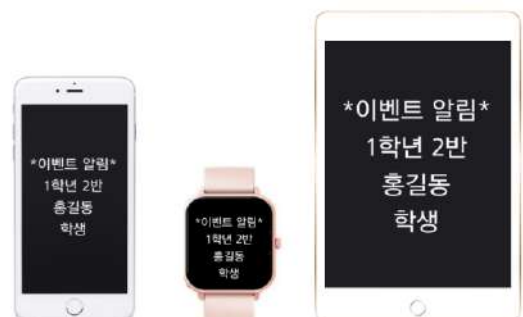 *이벤트 알림*
1학년 2반
홍길동
학생
*이벤트 알림*
1학년 2반
홍길동
학생
*이벤트 알림*
1학년 2반
홍길동
학생